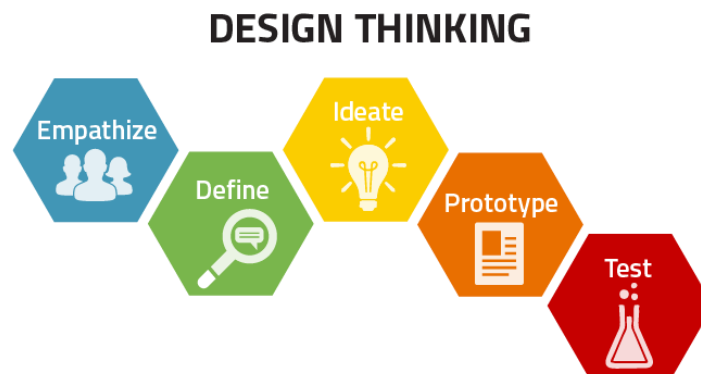 DESIGN THINKING
Empathize
Define
Ideate
Prototype
Test